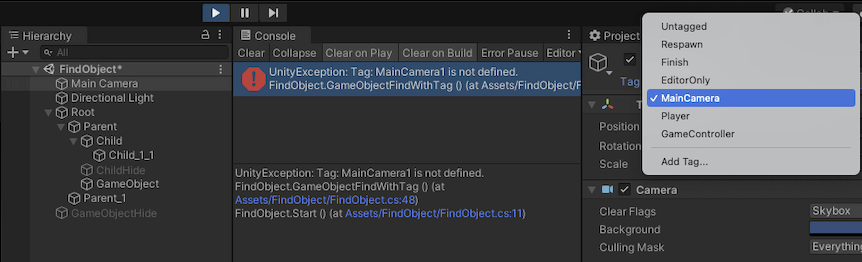 Hierarchy
All
FindObject*
Main Camera
Directional Light
Root
Parent
Child
Child_1_1
ChildHide
GameObject
Parent_1
GameObjectHide
Console
Clear
Collapse
Clear on Play
Clear on Build
Error Pause
Editor
UnityException: Tag: MainCamera1 is not defined.
FindObject.GameObjectFindWithTag () (at Assets/FindObject/F
UnityException: Tag: MainCamera1 is not defined.
FindObject.GameObjectFindWithTag () (at
Assets/FindObject/FindObject.cs:48)
FindObject.Start () (at Assets/FindObject/FindObject.cs:11)
Project
Tag
Position
Rotation
Scale
Camera
Clear Flags
Skybox
Background
Culling Mask
Everything
Untagged
Respawn
Finish
EditorOnly
MainCamera
Player
GameController
Add Tag...